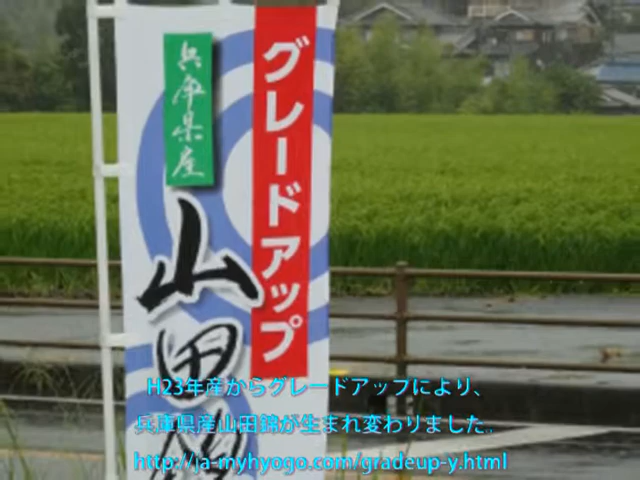 グレードアップ
兵庫県産
山田錦
H23年産からグレードアップにより、
兵庫県産山田錦が生まれ変わりました。
http://ja-myhyogo.com/gradeup-y.html